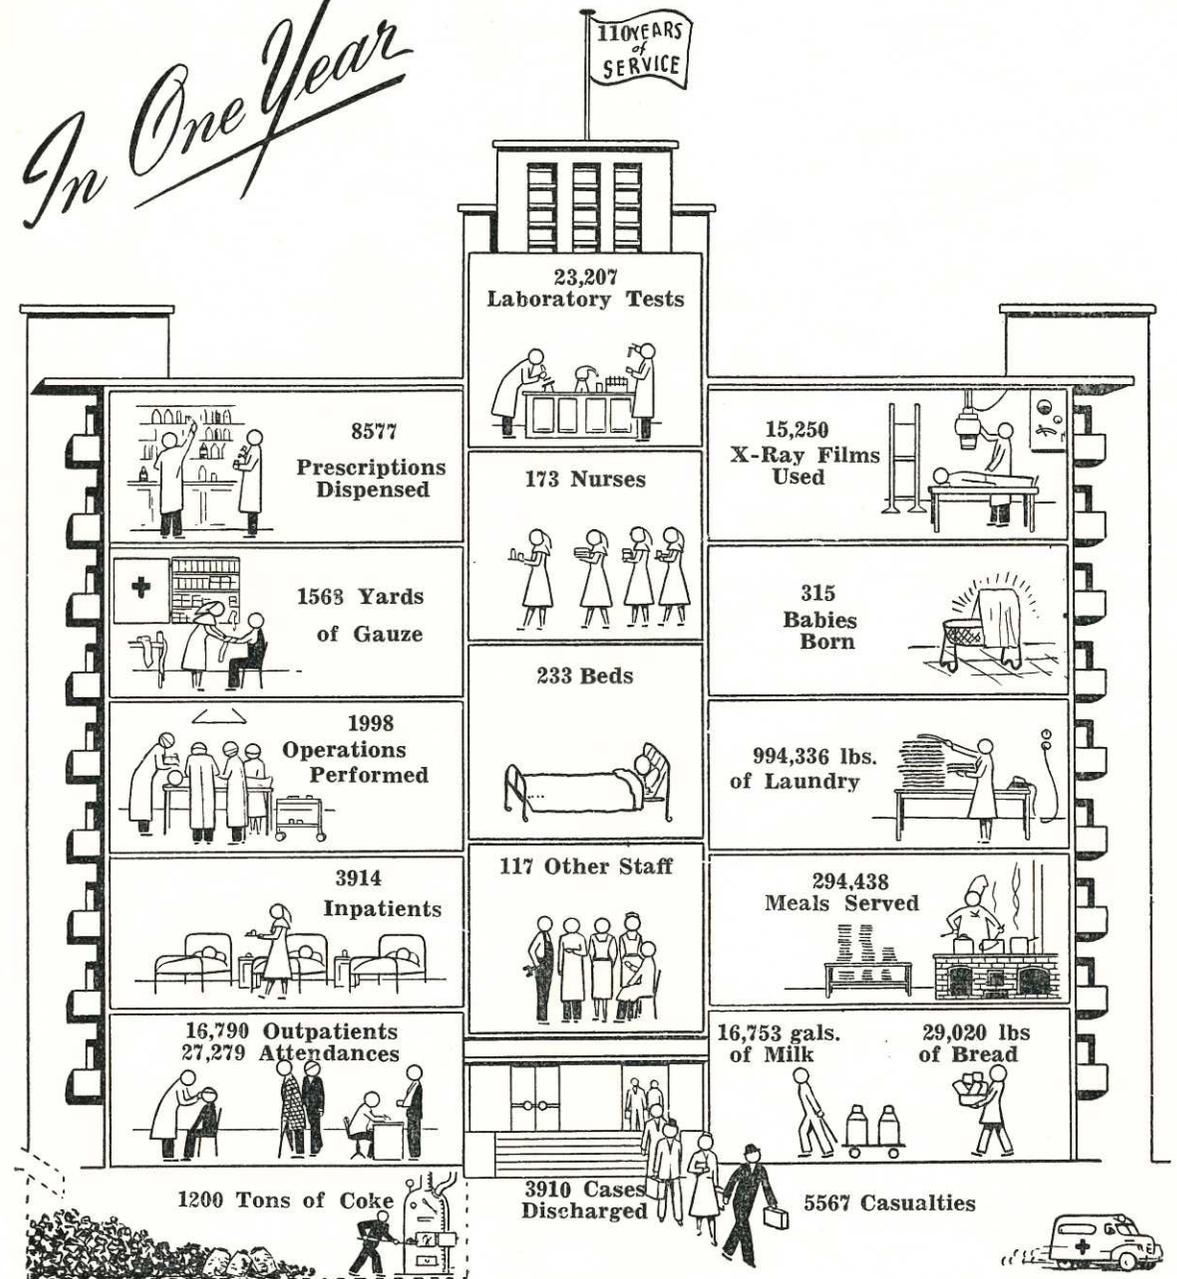 In One Year
110 YEARS
of
SERVICE
23,207
Laboratory Tests
8577
Prescriptions
Dispensed
173 Nurses
15,250
X-Ray Films
Used
1563 Yards
of Gauze
315
Babies
Born
233 Beds
1998
Operations
Performed
994,336 lbs.
of Laundry
117 Other Staff
3914
Inpatients
294,438
Meals Served
16,790 Outpatients
27,279 Attendances
16,753 gals.
of Milk
29,020 lbs
of Bread
1200 Tons of Coke
3910 Cases
Discharged
5567 Casualties